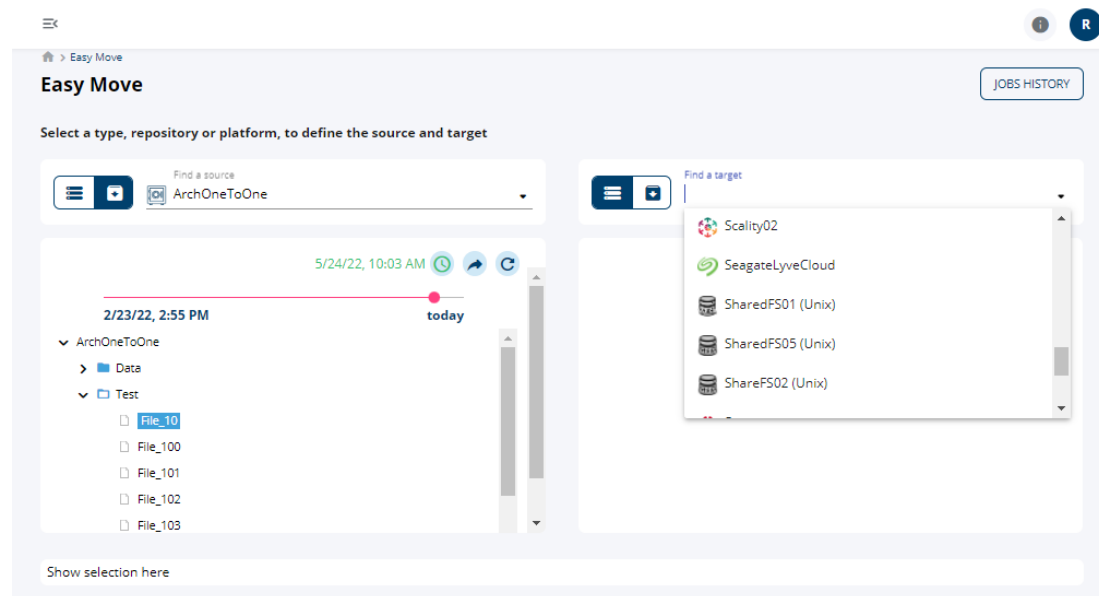 R
> Easy Move
Easy Move
JOBS HISTORY
Select a type, repository or platform, to define the source and target
Find a source
ArchOneToOne
Find a target
Scality02
SeagateLyveCloud
SharedFS01 (Unix)
SharedFS05 (Unix)
ShareFS02 (Unix)
5/24/22, 10:03 AM
2/23/22, 2:55 PM
today
ArchOneToOne
Data
Test
File_10
File_100
File_101
File_102
File_103
Show selection here